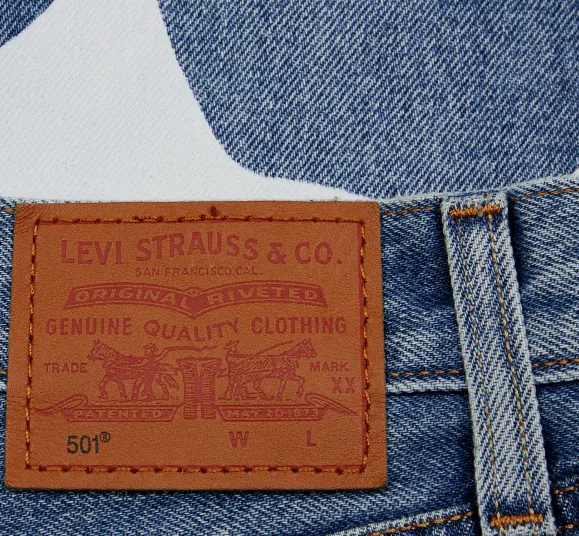 LEVI STRAUSS & CO.
SAN FRANCISCO, CAL.
ORIGINAL RIVETED
GENUINE QUALITY CLOTHING
TRADE MARK
XX
PATENTED MAY 20 1873
501® W L